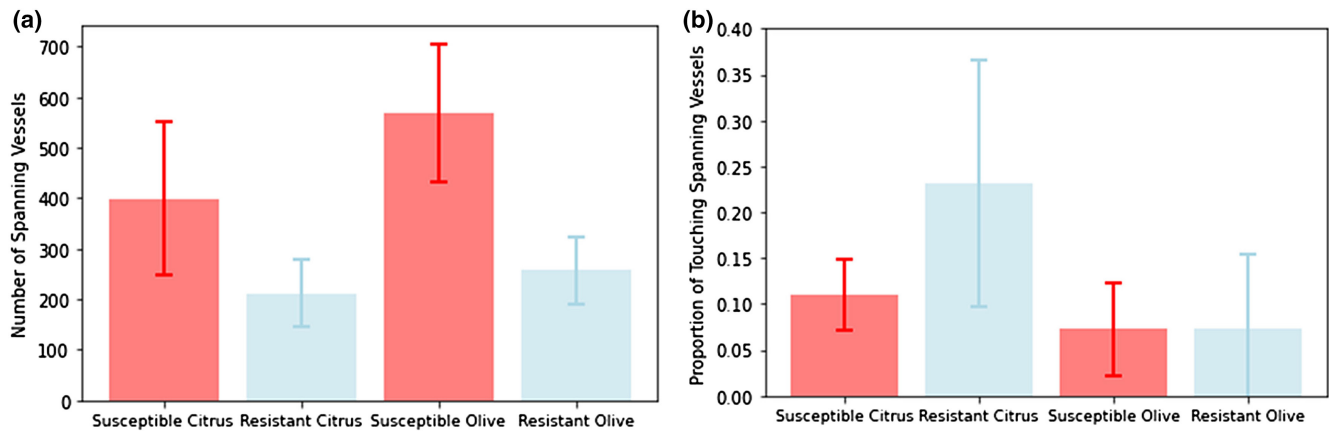 (a)
Number of Spanning Vessels
700
600
500
400
300
200
100
0
Susceptible Citrus Resistant Citrus Susceptible Olive Resistant Olive
(b)
Proportion of Touching Spanning Vessels
0.40
0.35
0.30
0.25
0.20
0.15
0.10
0.05
0.00
Susceptible Citrus Resistant Citrus Susceptible Olive Resistant Olive